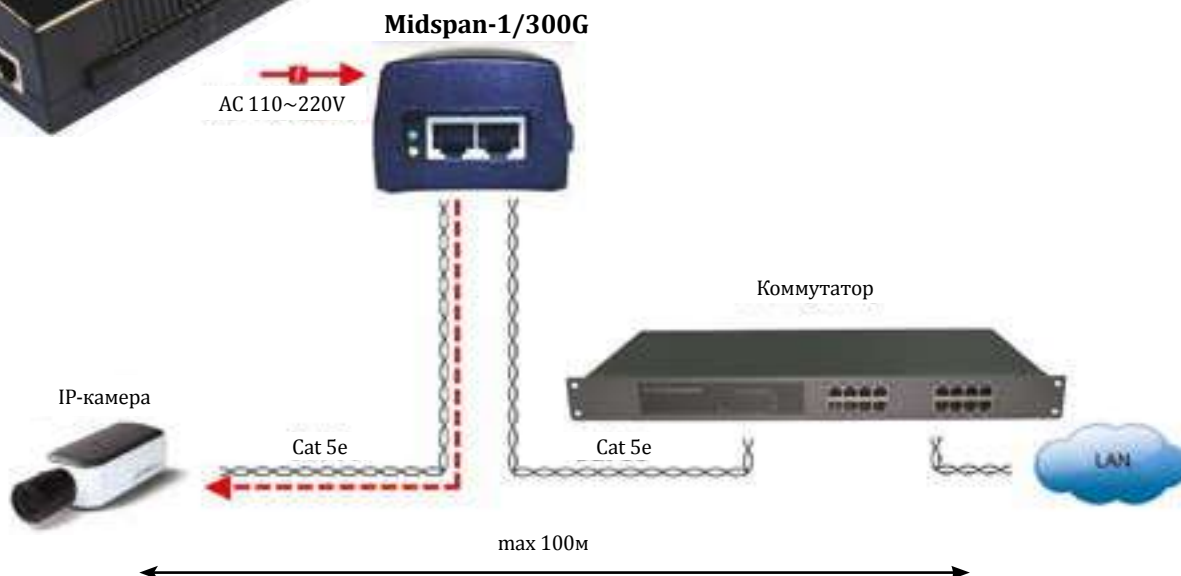 Midspan-1/300G
AC 110~220V
Коммутатор
IP-камера
Cat 5e
Cat 5e
LAN
max 100м